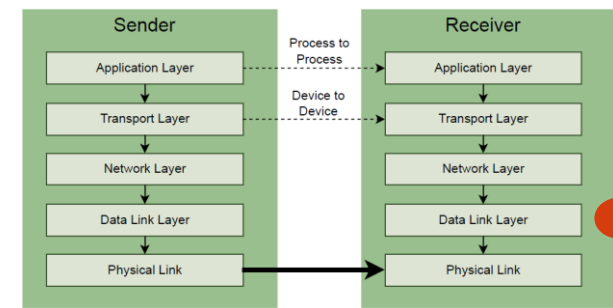 Sender
Receiver
Process to
Process
Application Layer
Application Layer
Device to
Device
Transport Layer
Transport Layer
Network Layer
Network Layer
Data Link Layer
Data Link Layer
Physical Link
Physical Link